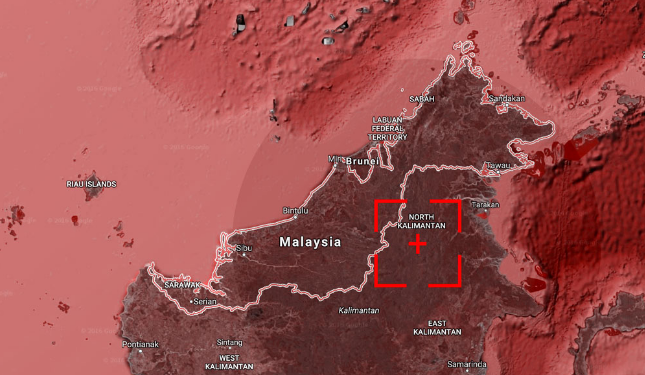 SABAH
Sandakan
LABUAN
FEDERAL
TERRITORY
Brunei
Tawau
RIAU ISLANDS
Tarakan
Bintulu
NORTH
KALIMANTAN
Malaysia
Sibu
SARAWAK
Serian
Kalimantan
EAST
KALIMANTAN
Pontianak
Sintang
WEST
KALIMANTAN
Samarinda